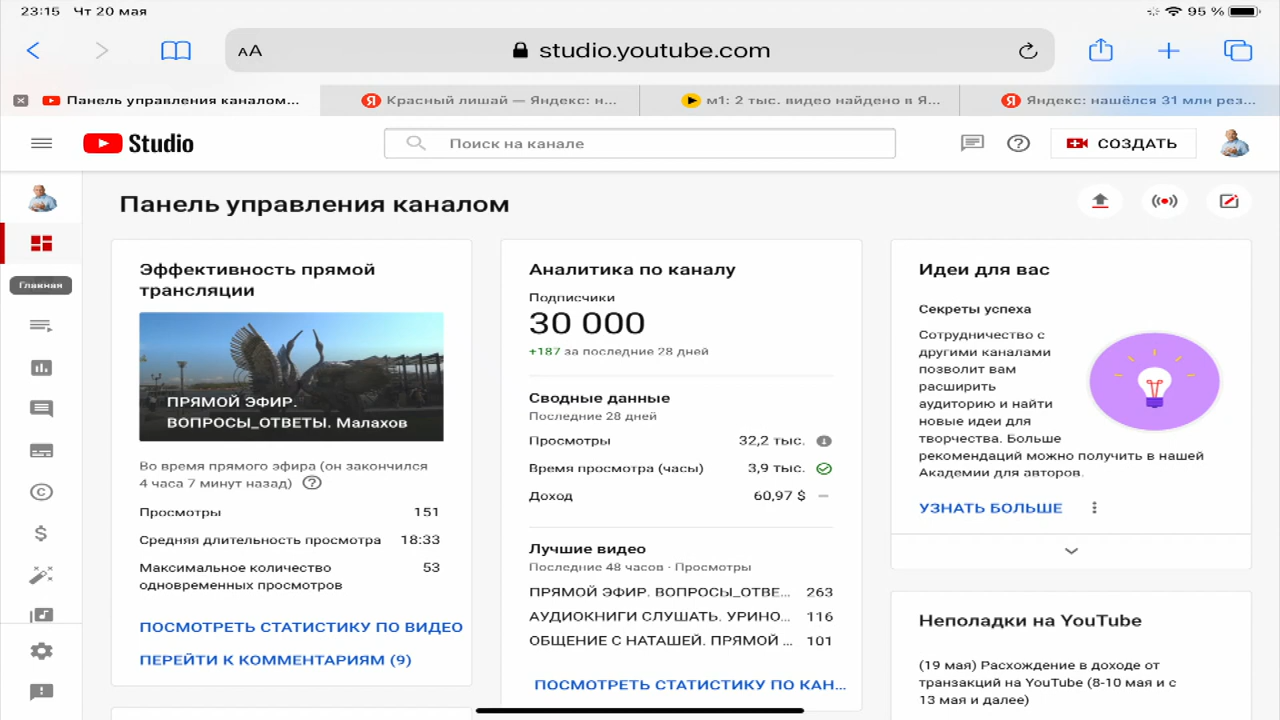 23:15 Чт 20 мая
95 %
AA
studio.youtube.com
Панель управления каналом...
Красный лишай — Яндекс: н...
м1: 2 тыс. видео найдено в Я...
Яндекс: нашёлся 31 млн рез...
Studio
Поиск на канале
СОЗДАТЬ
Панель управления каналом
Главная
Эффективность прямой
трансляции
ПРЯМОЙ ЭФИР.
ВОПРОСЫ_ОТВЕТЫ. Малахов
Во время прямого эфира (он закончился
4 часа 7 минут назад)
Просмотры 151
Средняя длительность просмотра 18:33
Максимальное количество
одновременных просмотров 53
ПОСМОТРЕТЬ СТАТИСТИКУ ПО ВИДЕО
ПЕРЕЙТИ К КОММЕНТАРИЯМ (9)
Аналитика по каналу
Подписчики
30 000
+187 за последние 28 дней
Сводные данные
Последние 28 дней
Просмотры 32,2 тыс.
Время просмотра (часы) 3,9 тыс.
Доход 60,97 $ —
Лучшие видео
Последние 48 часов · Просмотры
ПРЯМОЙ ЭФИР. ВОПРОСЫ_ОТВЕ... 263
АУДИОКНИГИ СЛУШАТЬ. УРИНО... 116
ОБЩЕНИЕ С НАТАШЕЙ. ПРЯМОЙ ... 101
ПОСМОТРЕТЬ СТАТИСТИКУ ПО КАН...
Идеи для вас
Секреты успеха
Сотрудничество с
другими каналами
позволит вам
расширить
аудиторию и найти
новые идеи для
творчества. Больше
рекомендаций можно получить в нашей
Академии для авторов.
УЗНАТЬ БОЛЬШЕ
Неполадки на YouTube
(19 мая) Расхождение в доходе от
транзакций на YouTube (8-10 мая и с
13 мая и далее)